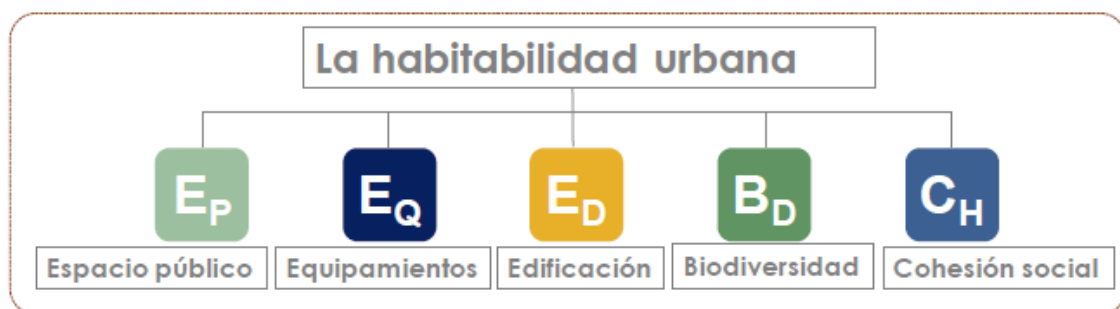 La habitabilidad urbana
EP
EQ
ED
BD
CH
Espacio público
Equipamientos
Edificación
Biodiversidad
Cohesión social